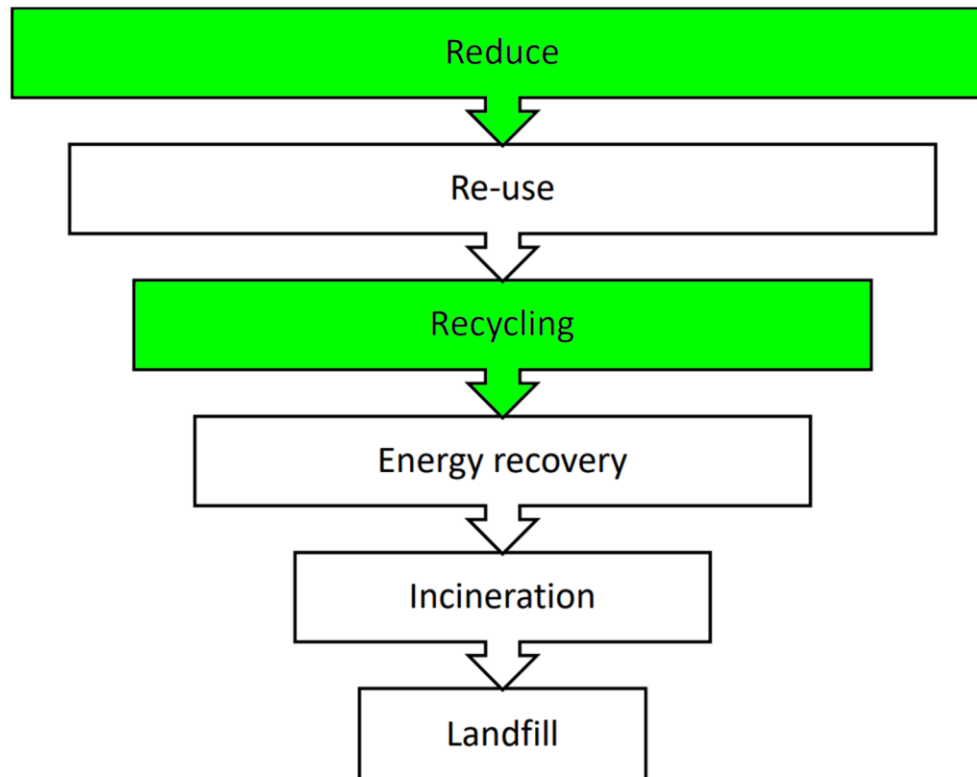 Reduce
Re-use
Recycling
Energy recovery
Incineration
Landfill